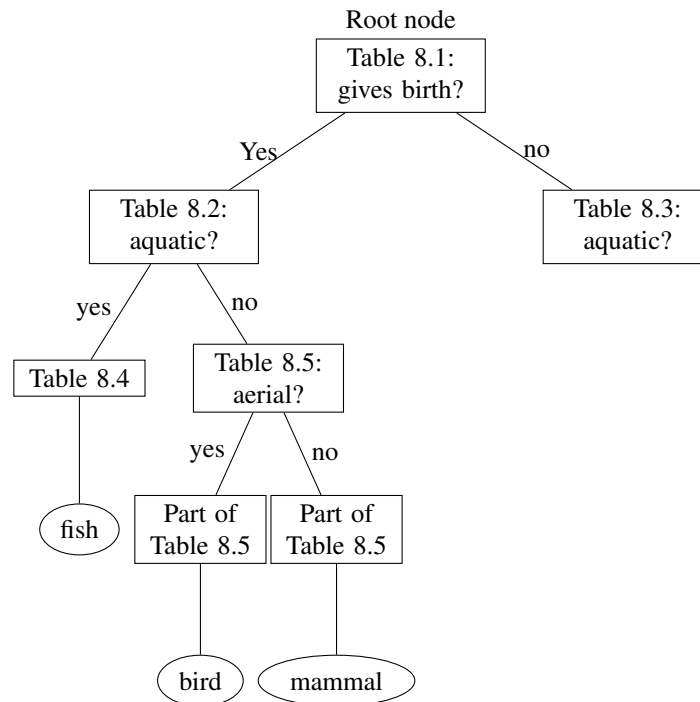 Root node
Table 8.1:
gives birth?
Yes
no
Table 8.2:
aquatic?
Table 8.3:
aquatic?
yes
no
Table 8.4
Table 8.5:
aerial?
yes
no
fish
Part of
Table 8.5
Part of
Table 8.5
bird
mammal